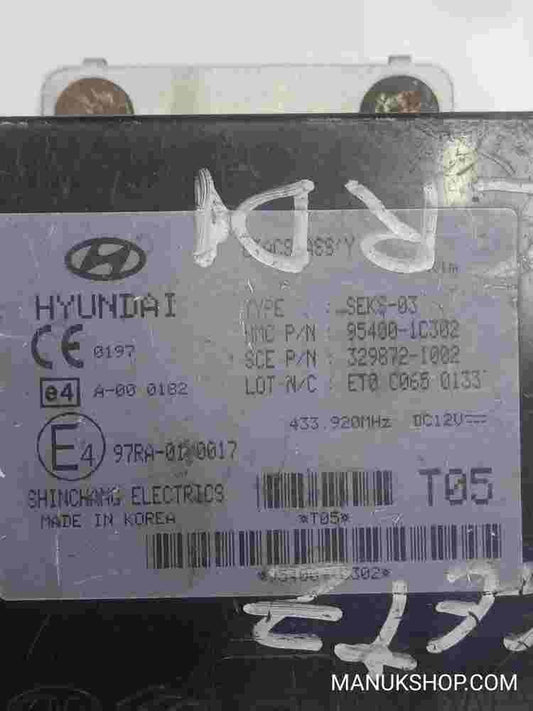 HYUNDAI
TYPE : SEKS-03
HMC P/N : 95400-1C302
SCE P/N : 329872-1002
LOT-N/C : ET0 C065 0133
CE 0197
e4 A-00 0182
433.920MHz DC12V
E4 97RA-01 0017
SHINCHANG ELECTRICS
MADE IN KOREA
T05
*T05*
MANUKSHOP.COM